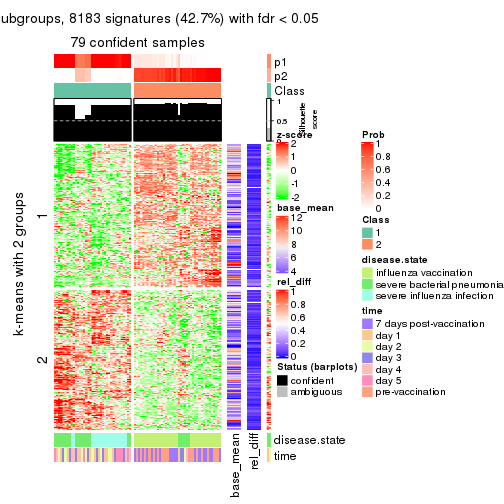 ubgroups, 8183 signatures (42.7%) with fdr < 0.05
79 confident samples
p1
p2
Class
1
0.5
0
Silhouette
score
k-means with 2 groups
1
2
z-score
2
1
0
-1
-2
base_mean
12
10
8
6
4
rel_diff
1
0.8
0.6
0.4
0.2
0
Status (barplots)
confident
ambiguous
Prob
1
0.8
0.6
0.4
0.2
0
Class
1
2
disease.state
influenza vaccination
severe bacterial pneumonia
severe influenza infection
time
7 days post-vaccination
day 1
day 2
day 3
day 4
day 5
pre-vaccination
disease.state
time
base_mean
rel_diff